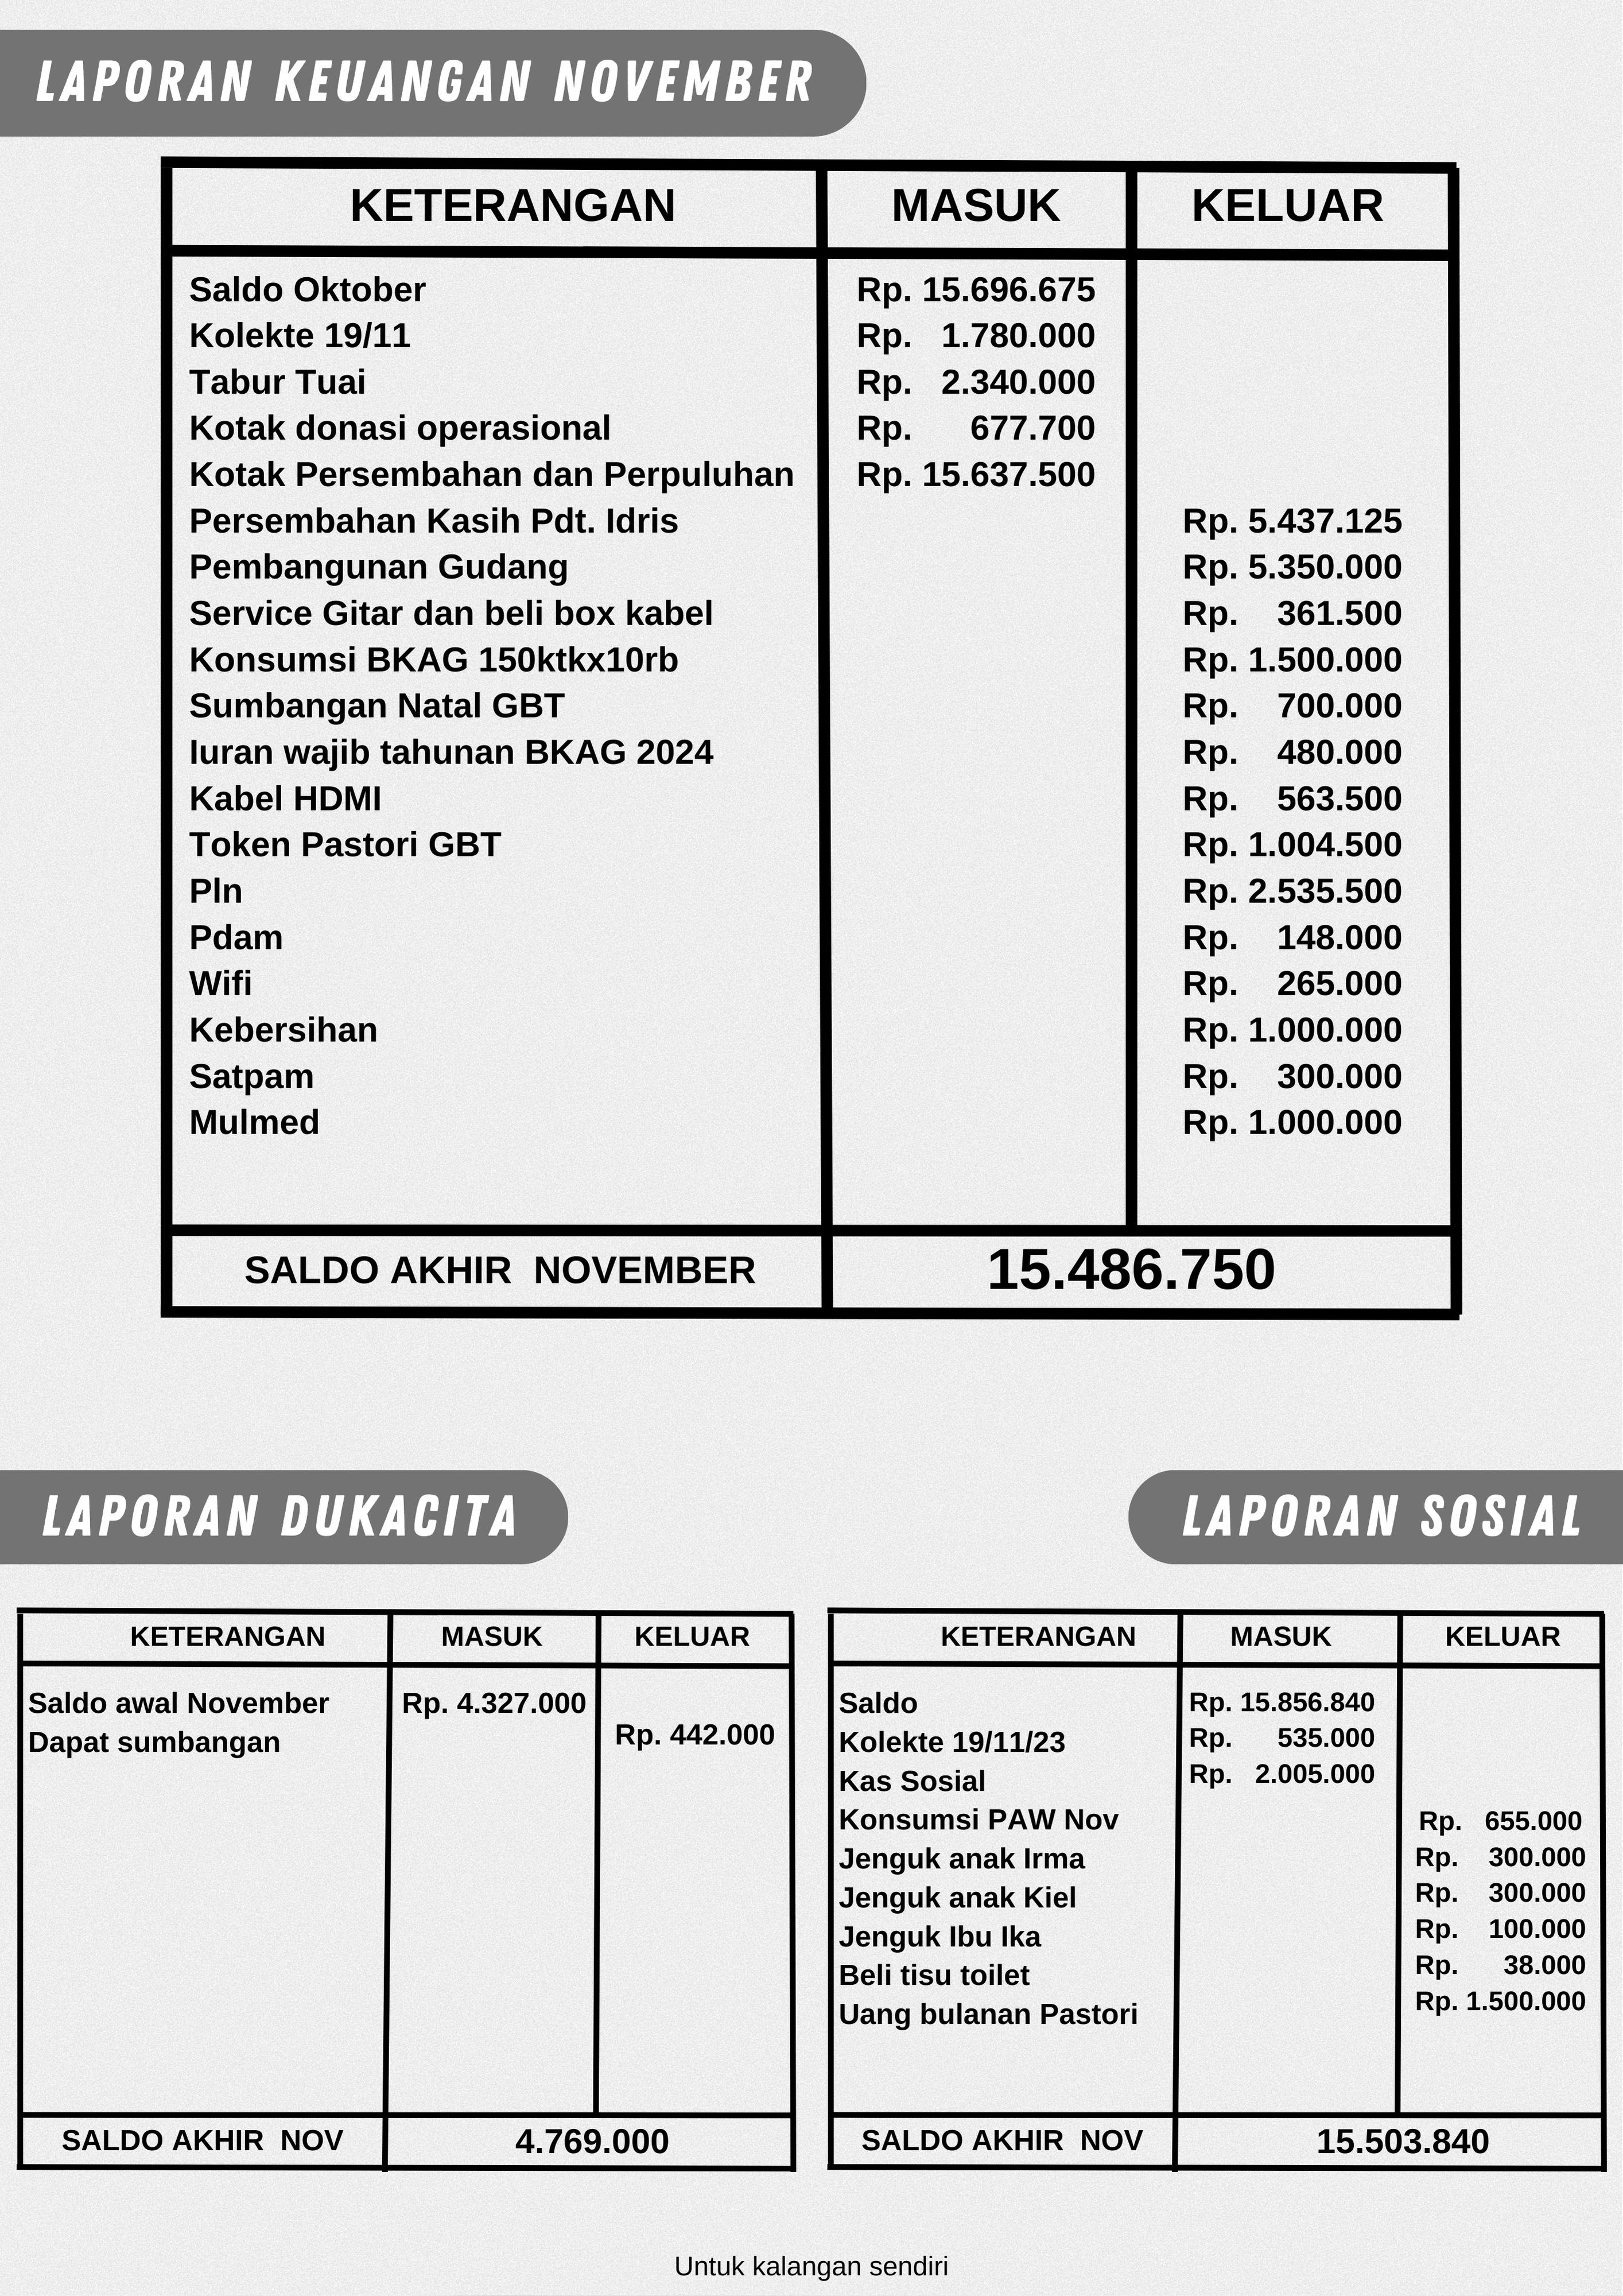 LAPORAN KEUANGAN NOVEMBER
KETERANGAN MASUK KELUAR
Saldo Oktober Rp. 15.696.675
Kolekte 19/11 Rp. 1.780.000
Tabur Tuai Rp. 2.340.000
Kotak donasi operasional Rp. 677.700
Kotak Persembahan dan Perpuluhan Rp. 15.637.500
Persembahan Kasih Pdt. Idris Rp. 5.437.125
Pembangunan Gudang Rp. 5.350.000
Service Gitar dan beli box kabel Rp. 361.500
Konsumsi BKAG 150ktkx10rb Rp. 1.500.000
Sumbangan Natal GBT Rp. 700.000
Iuran wajib tahunan BKAG 2024 Rp. 480.000
Kabel HDMI Rp. 563.500
Token Pastori GBT Rp. 1.004.500
Pln Rp. 2.535.500
Pdam Rp. 148.000
Wifi Rp. 265.000
Kebersihan Rp. 1.000.000
Satpam Rp. 300.000
Mulmed Rp. 1.000.000
SALDO AKHIR NOVEMBER 15.486.750
LAPORAN DUKACITA
KETERANGAN MASUK KELUAR
Saldo awal November Rp. 4.327.000
Dapat sumbangan Rp. 442.000
SALDO AKHIR NOV 4.769.000
LAPORAN SOSIAL
KETERANGAN MASUK KELUAR
Saldo Rp. 15.856.840
Kolekte 19/11/23 Rp. 535.000
Kas Sosial Rp. 2.005.000
Konsumsi PAW Nov Rp. 655.000
Jenguk anak Irma Rp. 300.000
Jenguk anak Kiel Rp. 300.000
Jenguk Ibu Ika Rp. 100.000
Beli tisu toilet Rp. 38.000
Uang bulanan Pastori Rp. 1.500.000
SALDO AKHIR NOV 15.503.840
Untuk kalangan sendiri